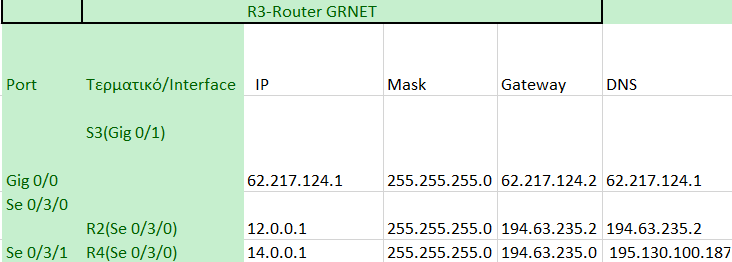 R3-Router GRNET
Port Τερματικό/Interface IP Mask Gateway DNS
S3(Gig 0/1)
Gig 0/0 62.217.124.1 255.255.255.0 62.217.124.2 62.217.124.1
Se 0/3/0
R2(Se 0/3/0) 12.0.0.1 255.255.255.0 194.63.235.2 194.63.235.2
Se 0/3/1 R4(Se 0/3/0) 14.0.0.1 255.255.255.0 194.63.235.0 195.130.100.187